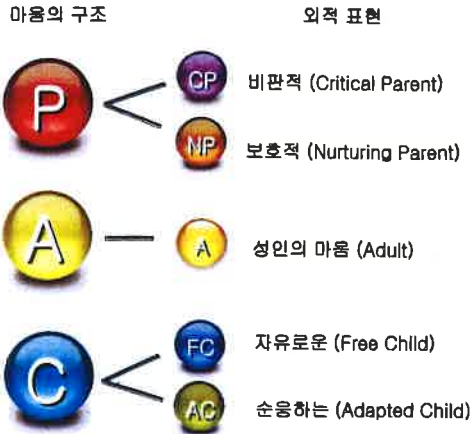 마음의 구조 외적 표현
P CP 비판적 (Critical Parent)
NP 보호적 (Nurturing Parent)
A A 성인의 마음 (Adult)
C FC 자유로운 (Free Child)
AC 순응하는 (Adapted Child)